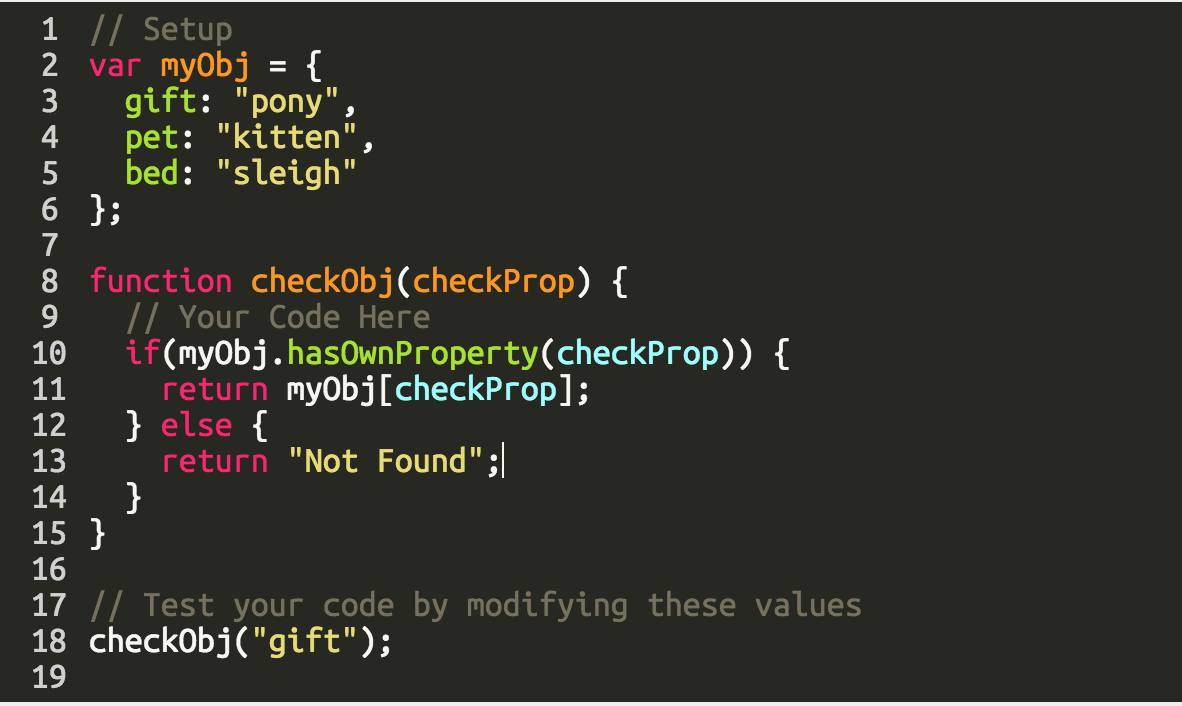 1 // Setup
2 var myObj = {
3   gift: "pony",
4   pet: "kitten",
5   bed: "sleigh"
6 };
7
8 function checkObj(checkProp) {
9   // Your Code Here
10   if(myObj.hasOwnProperty(checkProp)) {
11     return myObj[checkProp];
12   } else {
13     return "Not Found";
14   }
15 }
16
17 // Test your code by modifying these values
18 checkObj("gift");
19